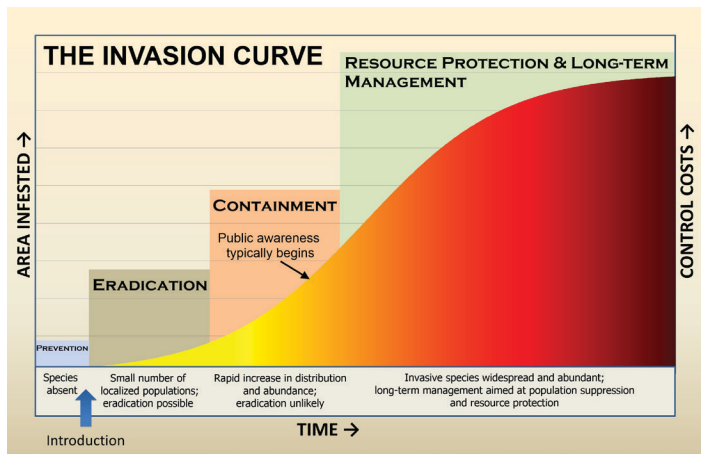 THE INVASION CURVE
RESOURCE PROTECTION & LONG-TERM
MANAGEMENT
CONTAINMENT
Public awareness
typically begins
ERADICATION
PREVENTION
AREA INFESTED →
CONTROL COSTS →
Species
absent
Small number of
localized populations;
eradication possible
Rapid increase in distribution
and abundance;
eradication unlikely
Invasive species widespread and abundant;
long-term management aimed at population suppression
and resource protection
Introduction
TIME →